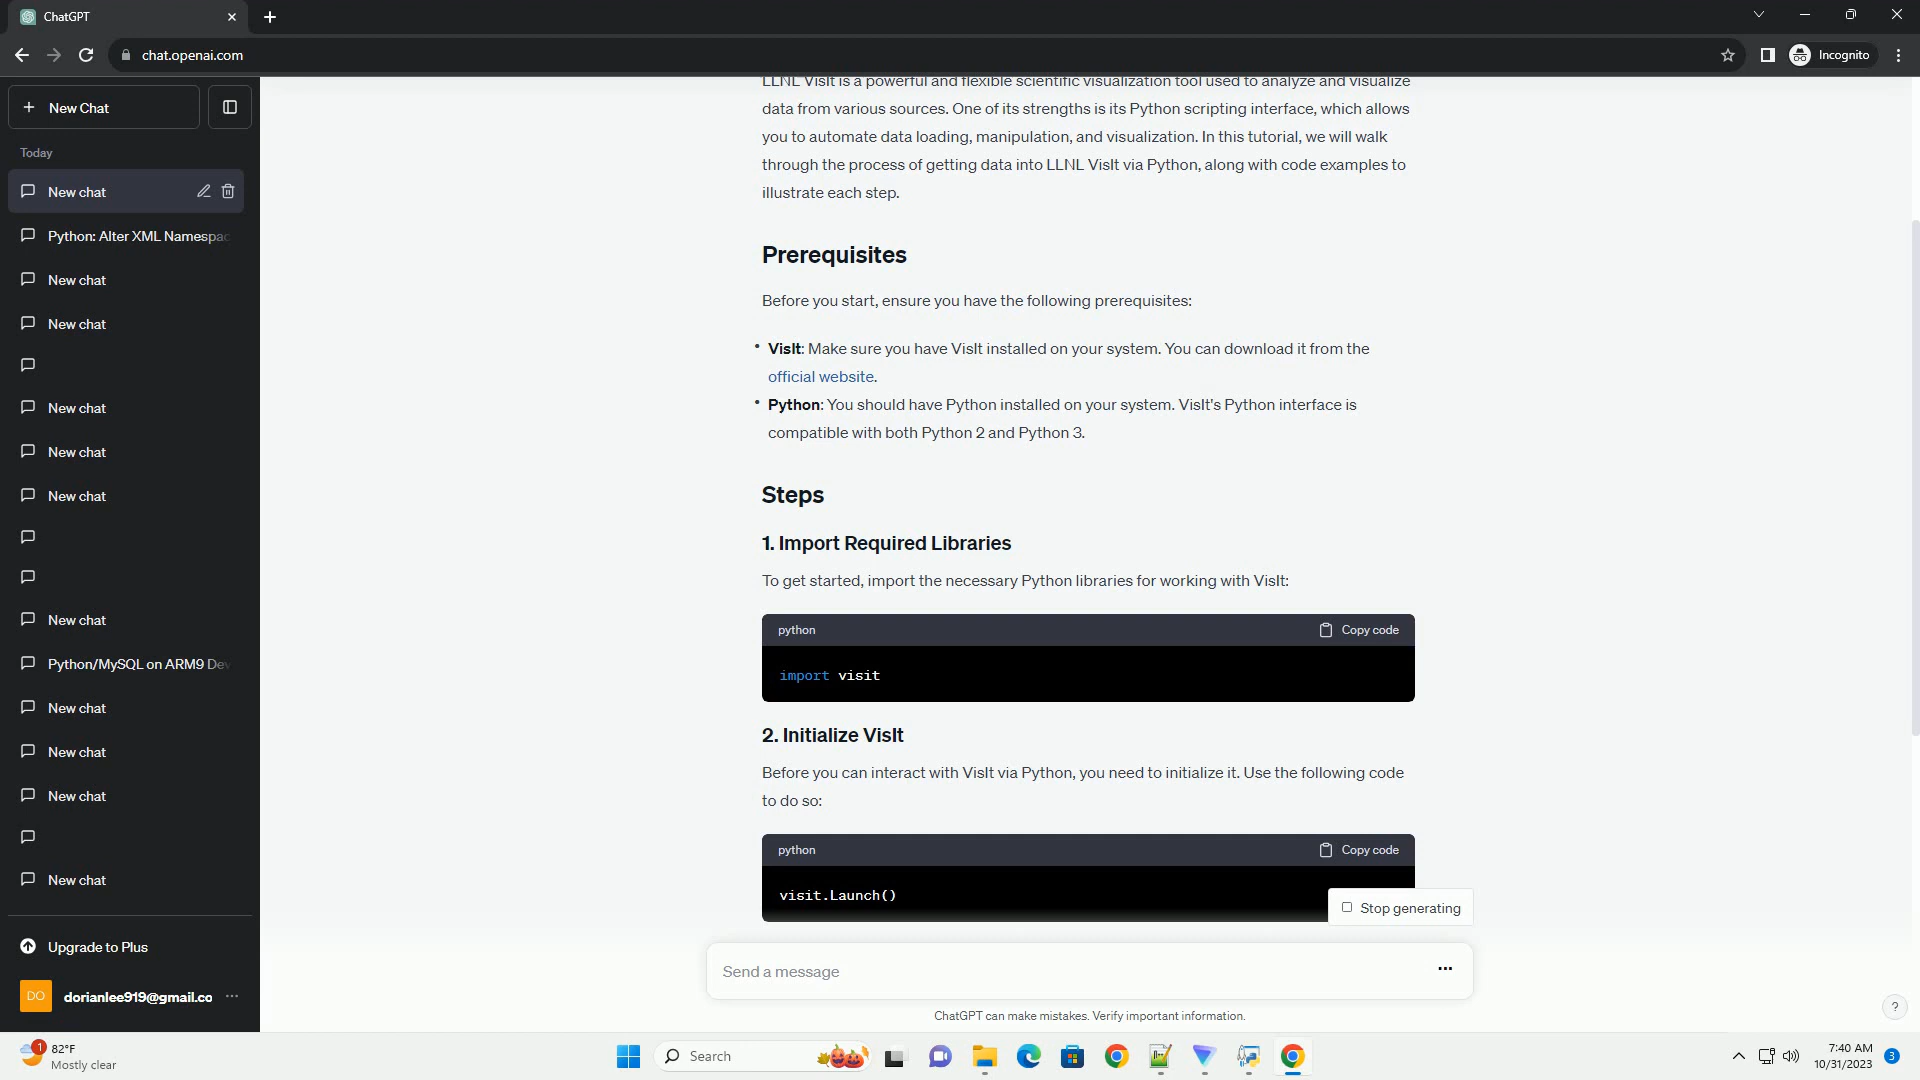 ChatGPT
chat.openai.com
Incognito
New Chat
Today
New chat
Python: Alter XML Namespac
New chat
New chat
New chat
New chat
New chat
New chat
Python/MySQL on ARM9 Dev
New chat
New chat
New chat
New chat
Upgrade to Plus
DO
dorianlee919@gmail.co
LLNL VisIt is a powerful and flexible scientific visualization tool used to analyze and visualize
data from various sources. One of its strengths is its Python scripting interface, which allows
you to automate data loading, manipulation, and visualization. In this tutorial, we will walk
through the process of getting data into LLNL VisIt via Python, along with code examples to
illustrate each step.
Prerequisites
Before you start, ensure you have the following prerequisites:
• VisIt: Make sure you have VisIt installed on your system. You can download it from the
official website.
• Python: You should have Python installed on your system. VisIt's Python interface is
compatible with both Python 2 and Python 3.
Steps
1. Import Required Libraries
To get started, import the necessary Python libraries for working with VisIt:
python
Copy code
import visit
2. Initialize VisIt
Before you can interact with VisIt via Python, you need to initialize it. Use the following code
to do so:
python
Copy code
visit.Launch()
Stop generating
Send a message
ChatGPT can make mistakes. Verify important information.
?
1
82°F
Mostly clear
Search
7:40 AM
10/31/2023
3